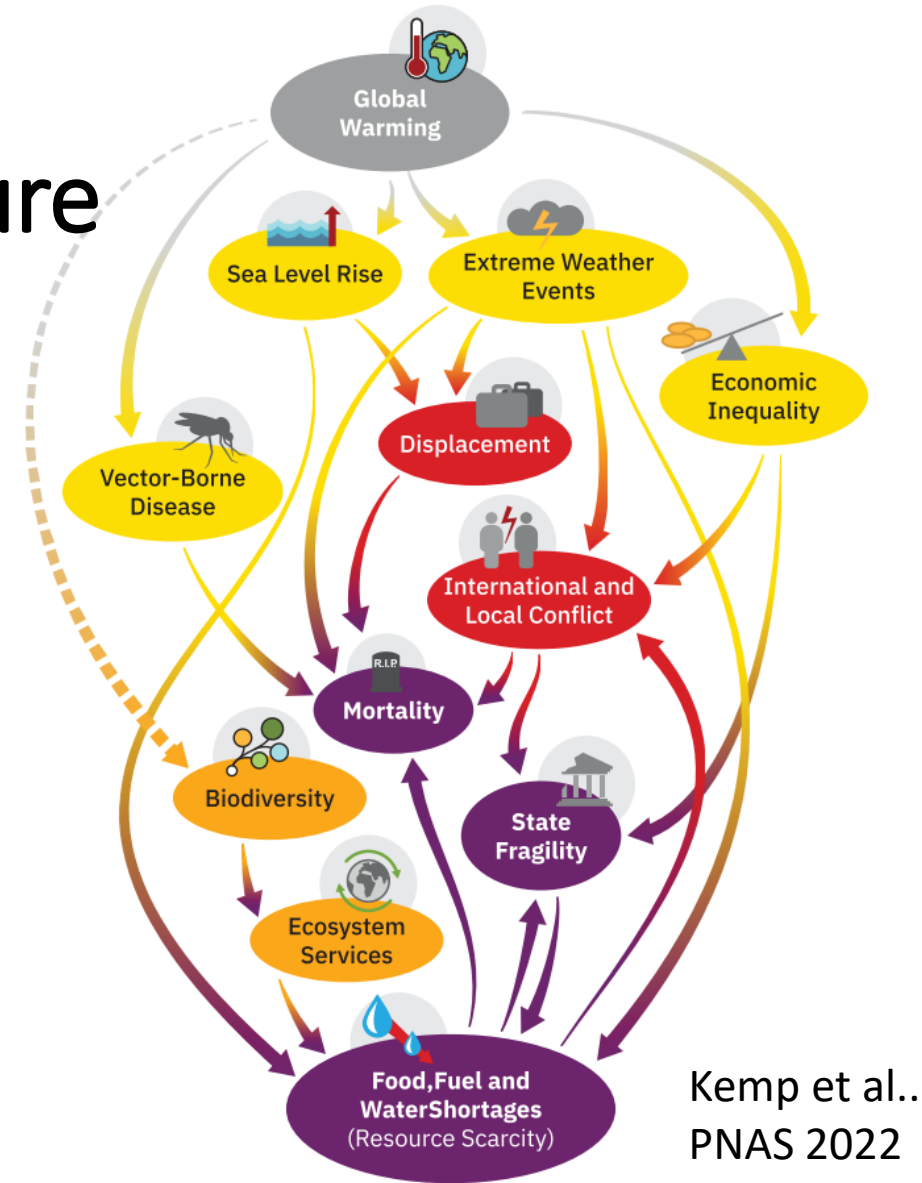 Global
Warming
ure
Sea Level Rise
Extreme Weather
Events
Economic
Inequality
Displacement
Vector-Borne
Disease
International and
Local Conflict
R.I.P.
Mortality
Biodiversity
State
Fragility
Ecosystem
Services
Food,Fuel and
WaterShortages
(Resource Scarcity)
Kemp et al..
PNAS 2022